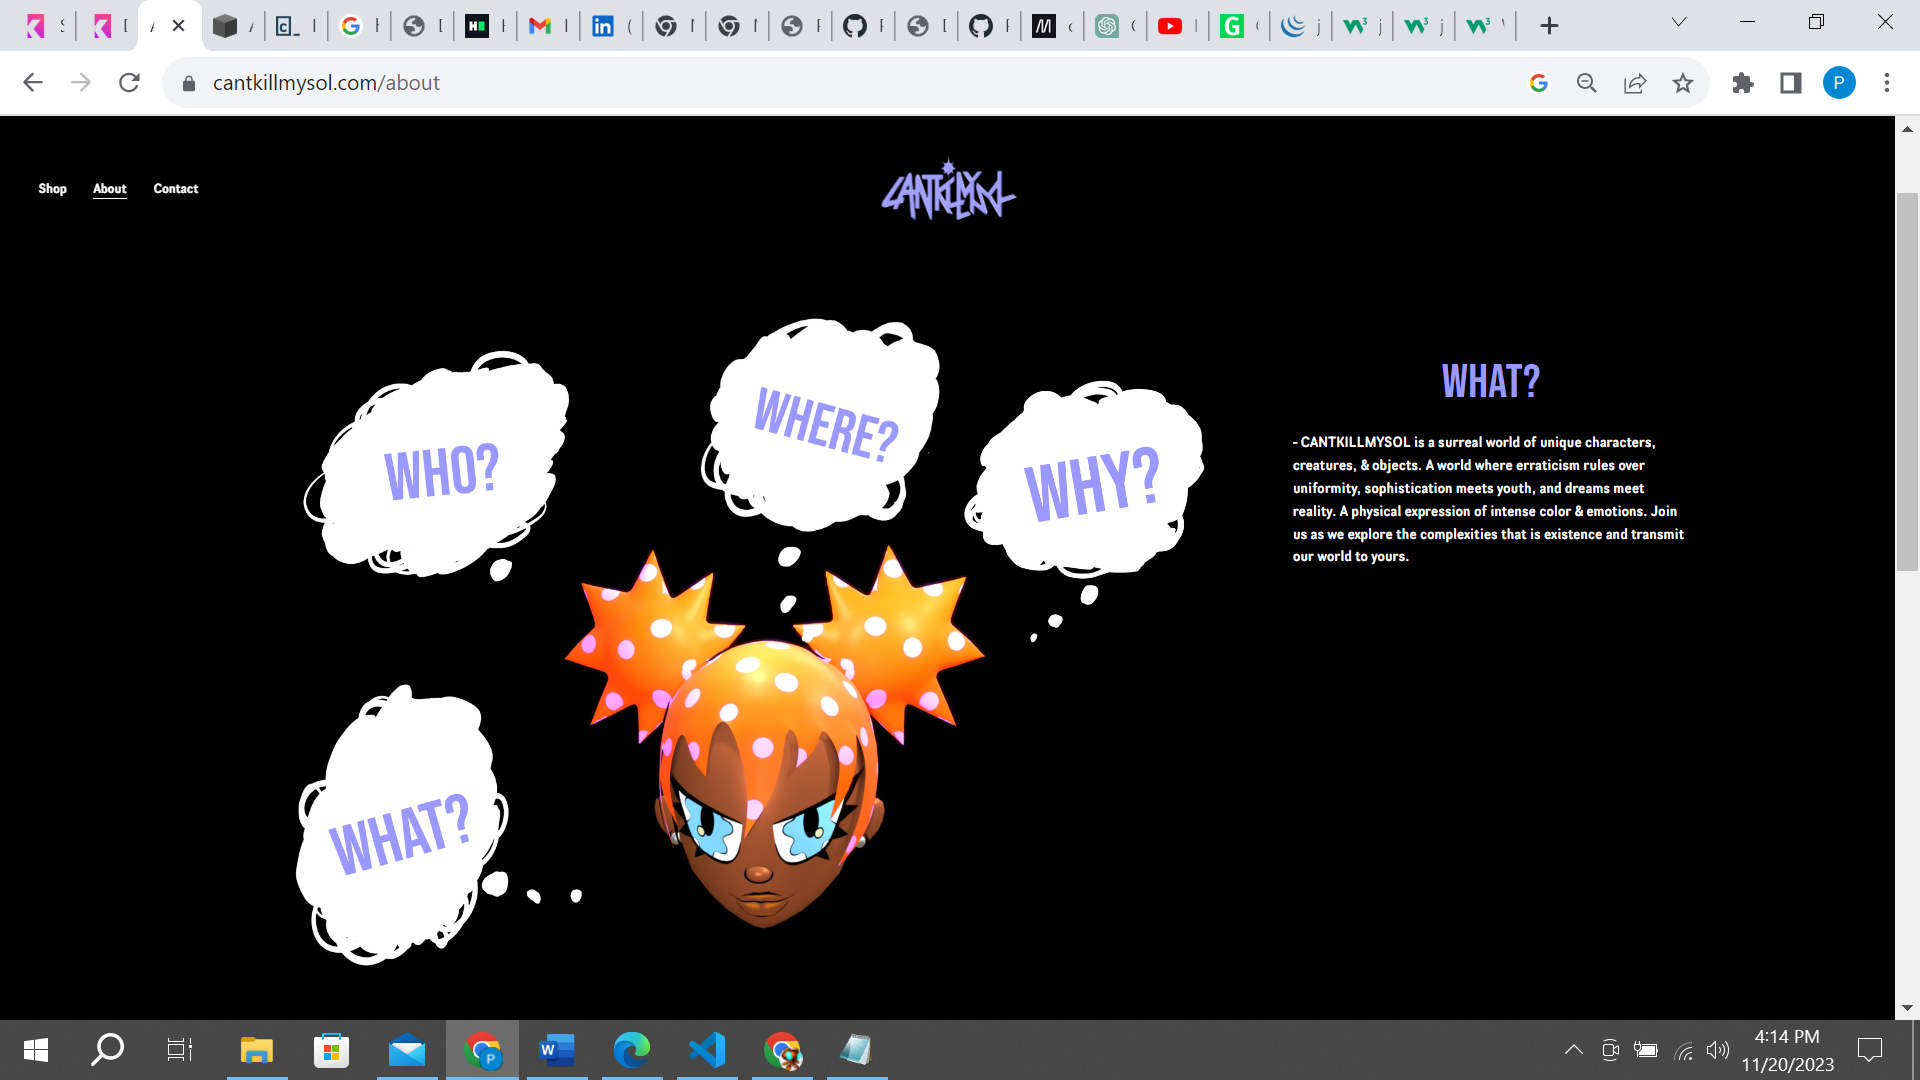 cantkillmysol.com/about
P
Shop About Contact
CANTKILLMYSOL
WHO?
WHERE?
WHY?
WHAT?
WHAT?
- CANTKILLMYSOL is a surreal world of unique characters,
creatures, & objects. A world where erraticism rules over
uniformity, sophistication meets youth, and dreams meet
reality. A physical expression of intense color & emotions. Join
us as we explore the complexities that is existence and transmit
our world to yours.
4:14 PM
11/20/2023